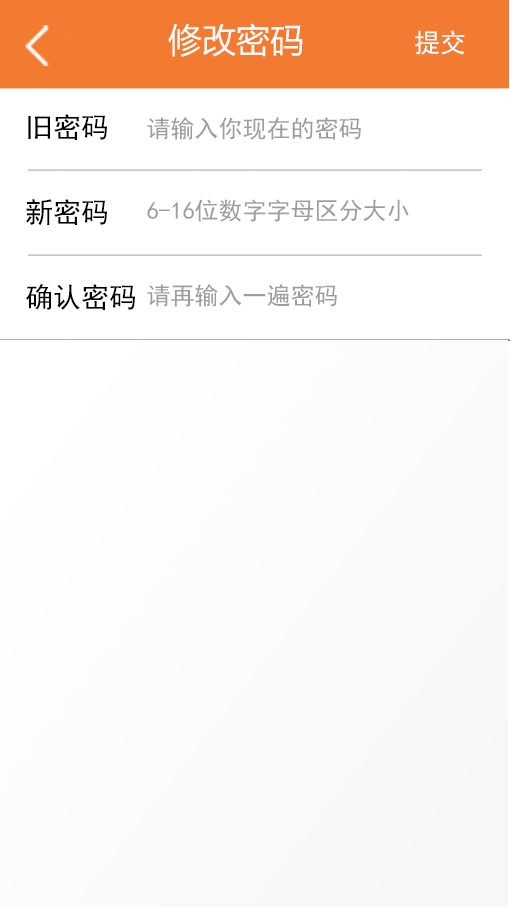 修改密码
提交
旧密码
请输入你现在的密码
新密码
6-16位数字字母区分大小
确认密码
请再输入一遍密码